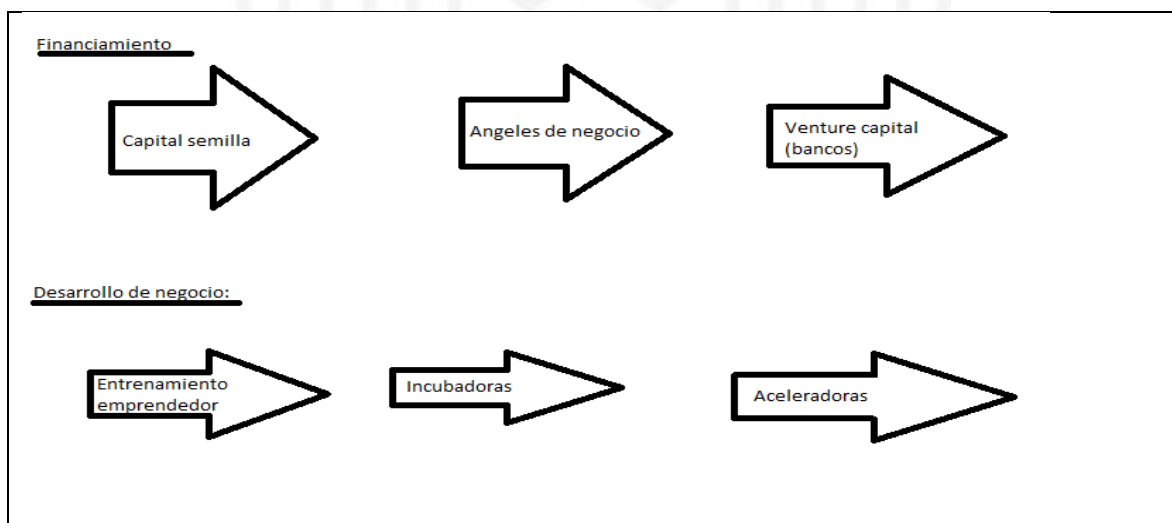 Financiamiento
Capital semilla
Angeles de negocio
Venture capital
(bancos)
Desarrollo de negocio:
Entrenamiento
emprendedor
Incubadoras
Aceleradoras